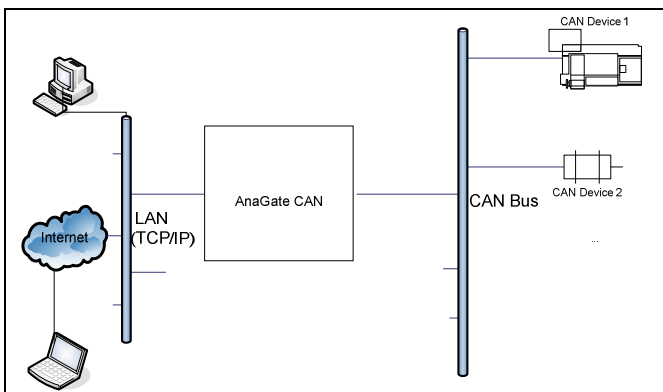 CAN Device 1
AnaGate CAN
CAN Bus
CAN Device 2
LAN
(TCP/IP)
Internet
...